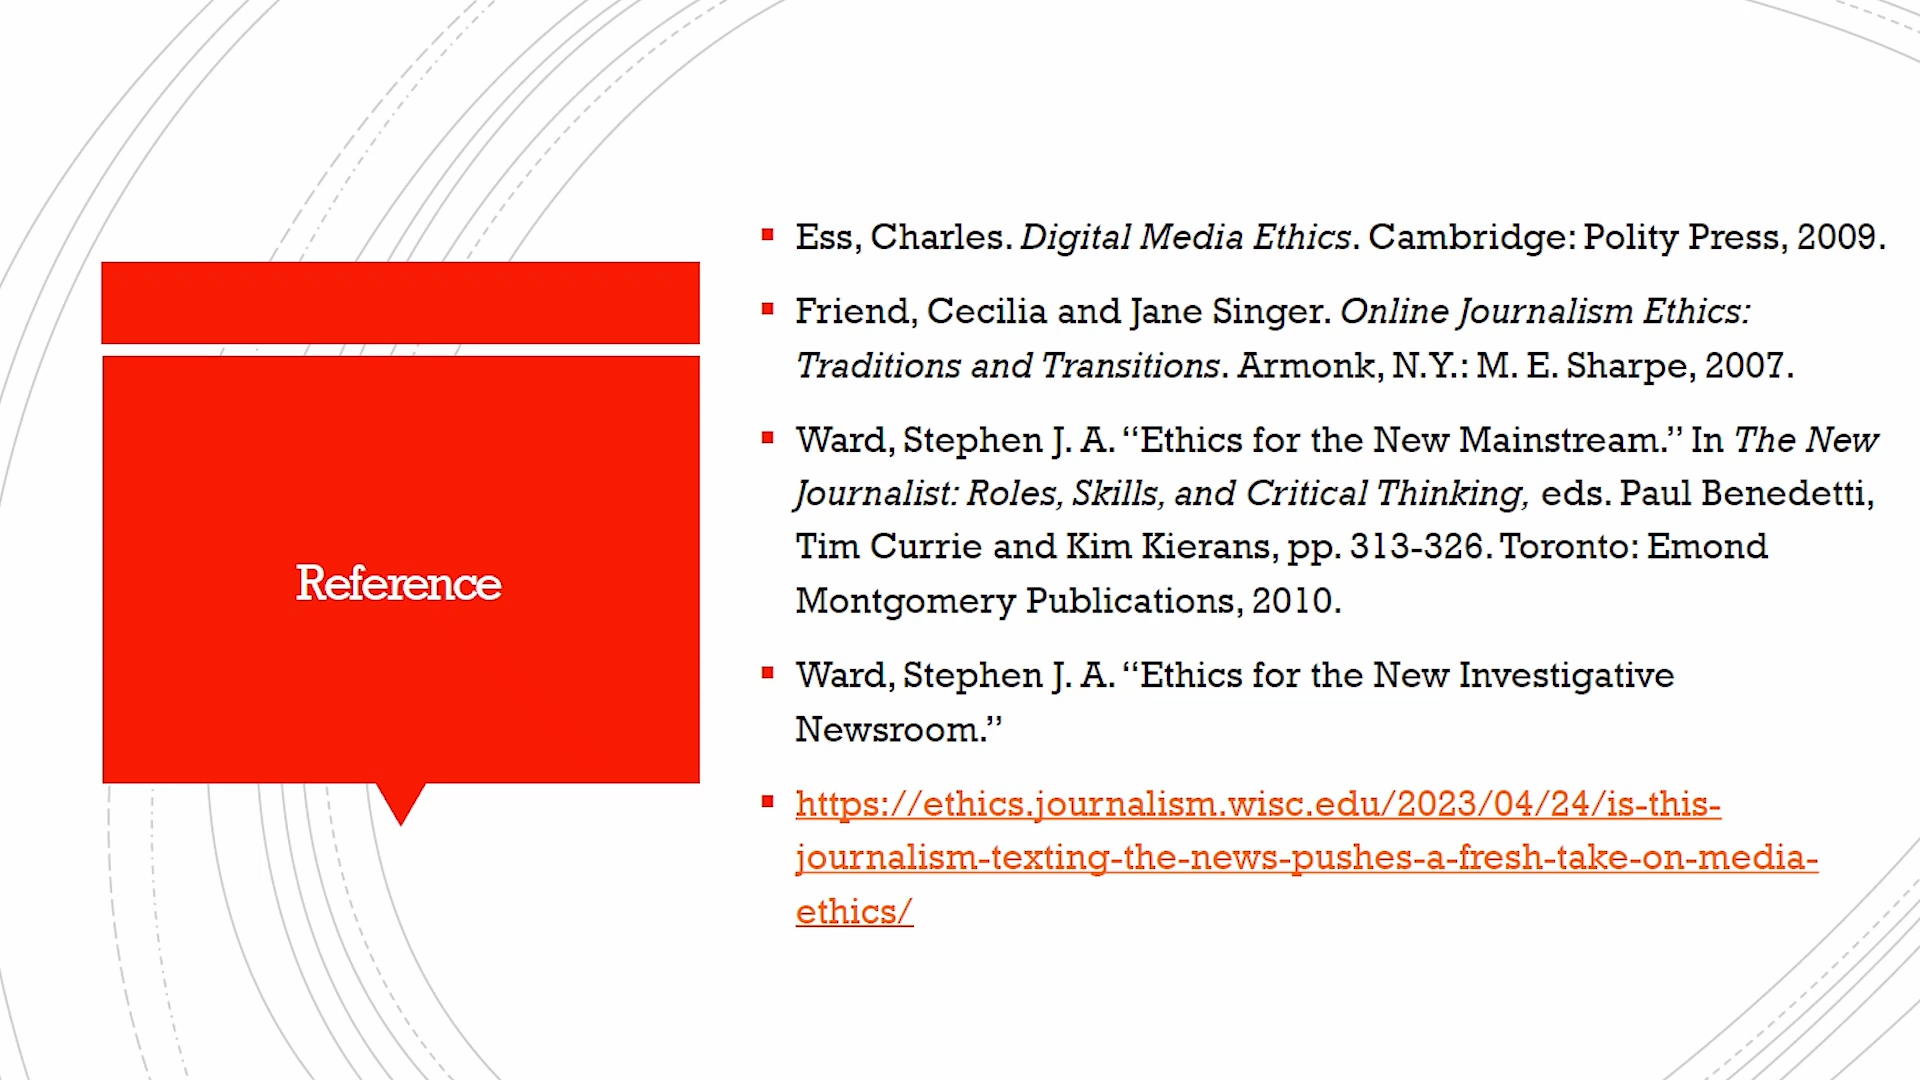 Reference
Ess, Charles. Digital Media Ethics. Cambridge: Polity Press, 2009.
Friend, Cecilia and Jane Singer. Online Journalism Ethics:
Traditions and Transitions. Armonk, N.Y.: M. E. Sharpe, 2007.
Ward, Stephen J. A. “Ethics for the New Mainstream.” In The New
Journalist: Roles, Skills, and Critical Thinking, eds. Paul Benedetti,
Tim Currie and Kim Kierans, pp. 313-326. Toronto: Emond
Montgomery Publications, 2010.
Ward, Stephen J. A. “Ethics for the New Investigative
Newsroom.”
https://ethics.journalism.wisc.edu/2023/04/24/is-this-
journalism-texting-the-news-pushes-a-fresh-take-on-media-
ethics/